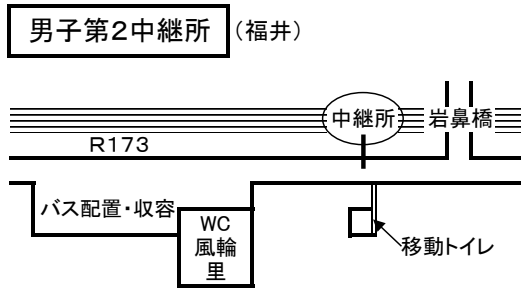 男子第2中継所 (福井)
中継所 岩鼻橋
R173
バス配置・収容
WC
風輪
里
移動トイレ